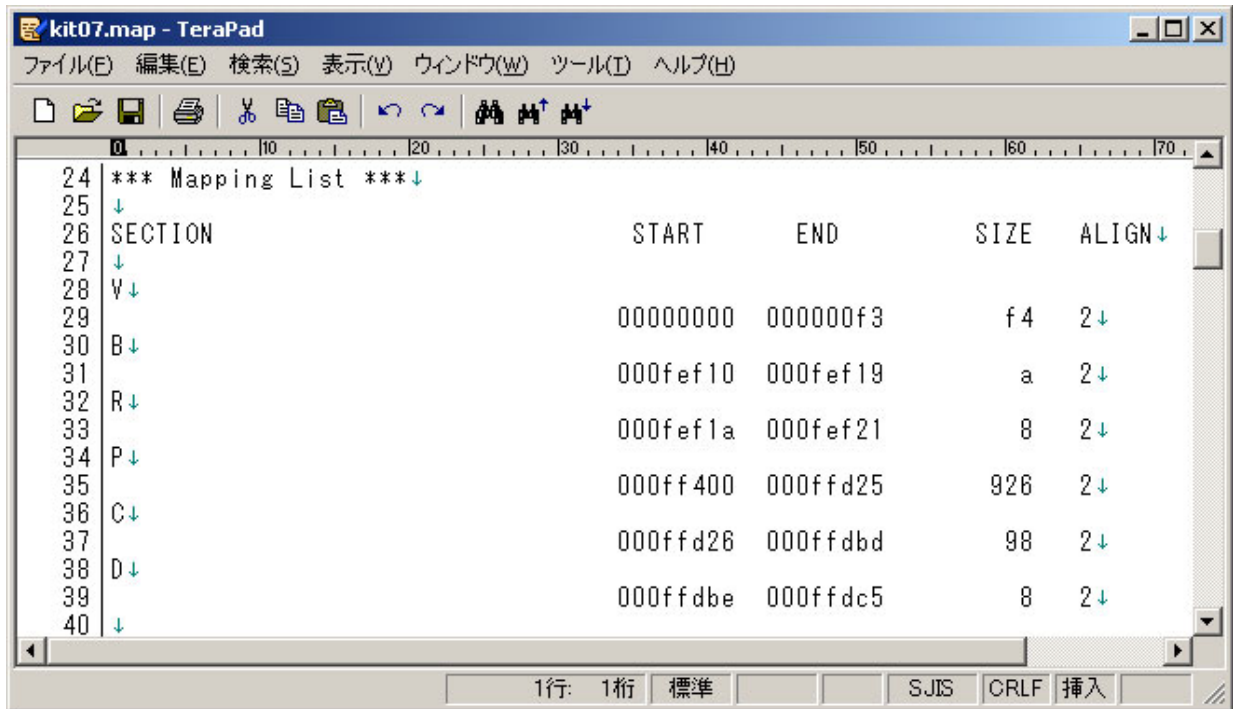 kit07.map - TeraPad
ファイル(F) 編集(E) 検索(S) 表示(V) ウィンドウ(W) ツール(T) ヘルプ(H)
0 10 20 30 40 50 60 70
24 *** Mapping List ***↓
25 ↓
26 SECTION START END SIZE ALIGN↓
27 ↓
28 V↓
29 00000000 000000f3 f4 2↓
30 B↓
31 000fef10 000fef19 a 2↓
32 R↓
33 000fef1a 000fef21 8 2↓
34 P↓
35 000ff400 000ffd25 926 2↓
36 C↓
37 000ffd26 000ffdbd 98 2↓
38 D↓
39 000ffdbe 000ffdc5 8 2↓
40 ↓
1行: 1桁 標準 SJIS CRLF 挿入